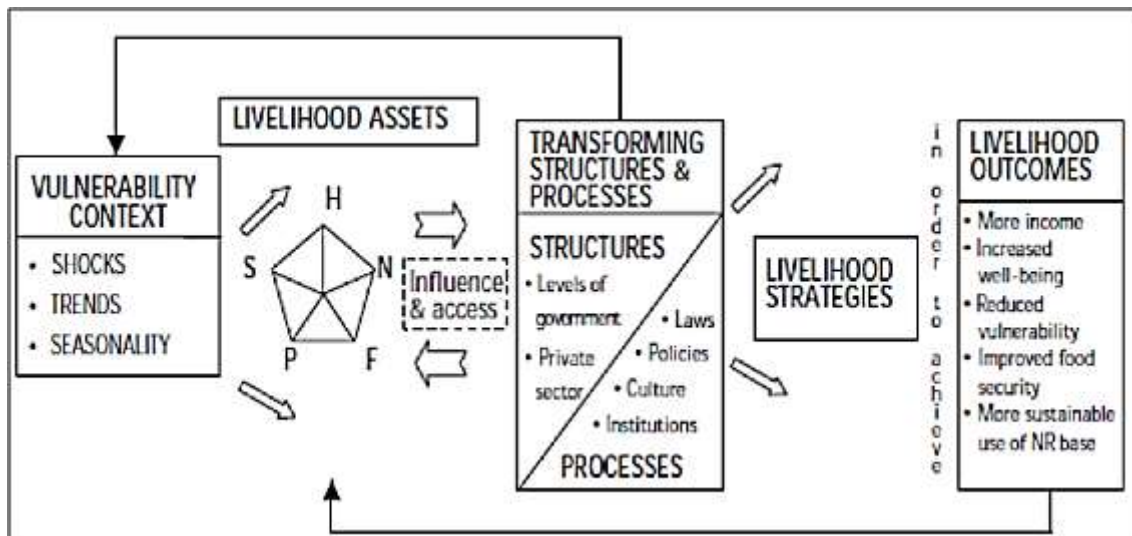 LIVELIHOOD ASSETS
VULNERABILITY
CONTEXT
• SHOCKS
• TRENDS
• SEASONALITY
H
S
N
P
F
Influence
& access
TRANSFORMING
STRUCTURES &
PROCESSES
STRUCTURES
• Levels of
government
• Private
sector
• Laws
• Policies
• Culture
• Institutions
PROCESSES
LIVELIHOOD
STRATEGIES
in order to achieve
LIVELIHOOD
OUTCOMES
• More income
• Increased
well-being
• Reduced
vulnerability
• Improved food
security
• More sustainable
use of NR base